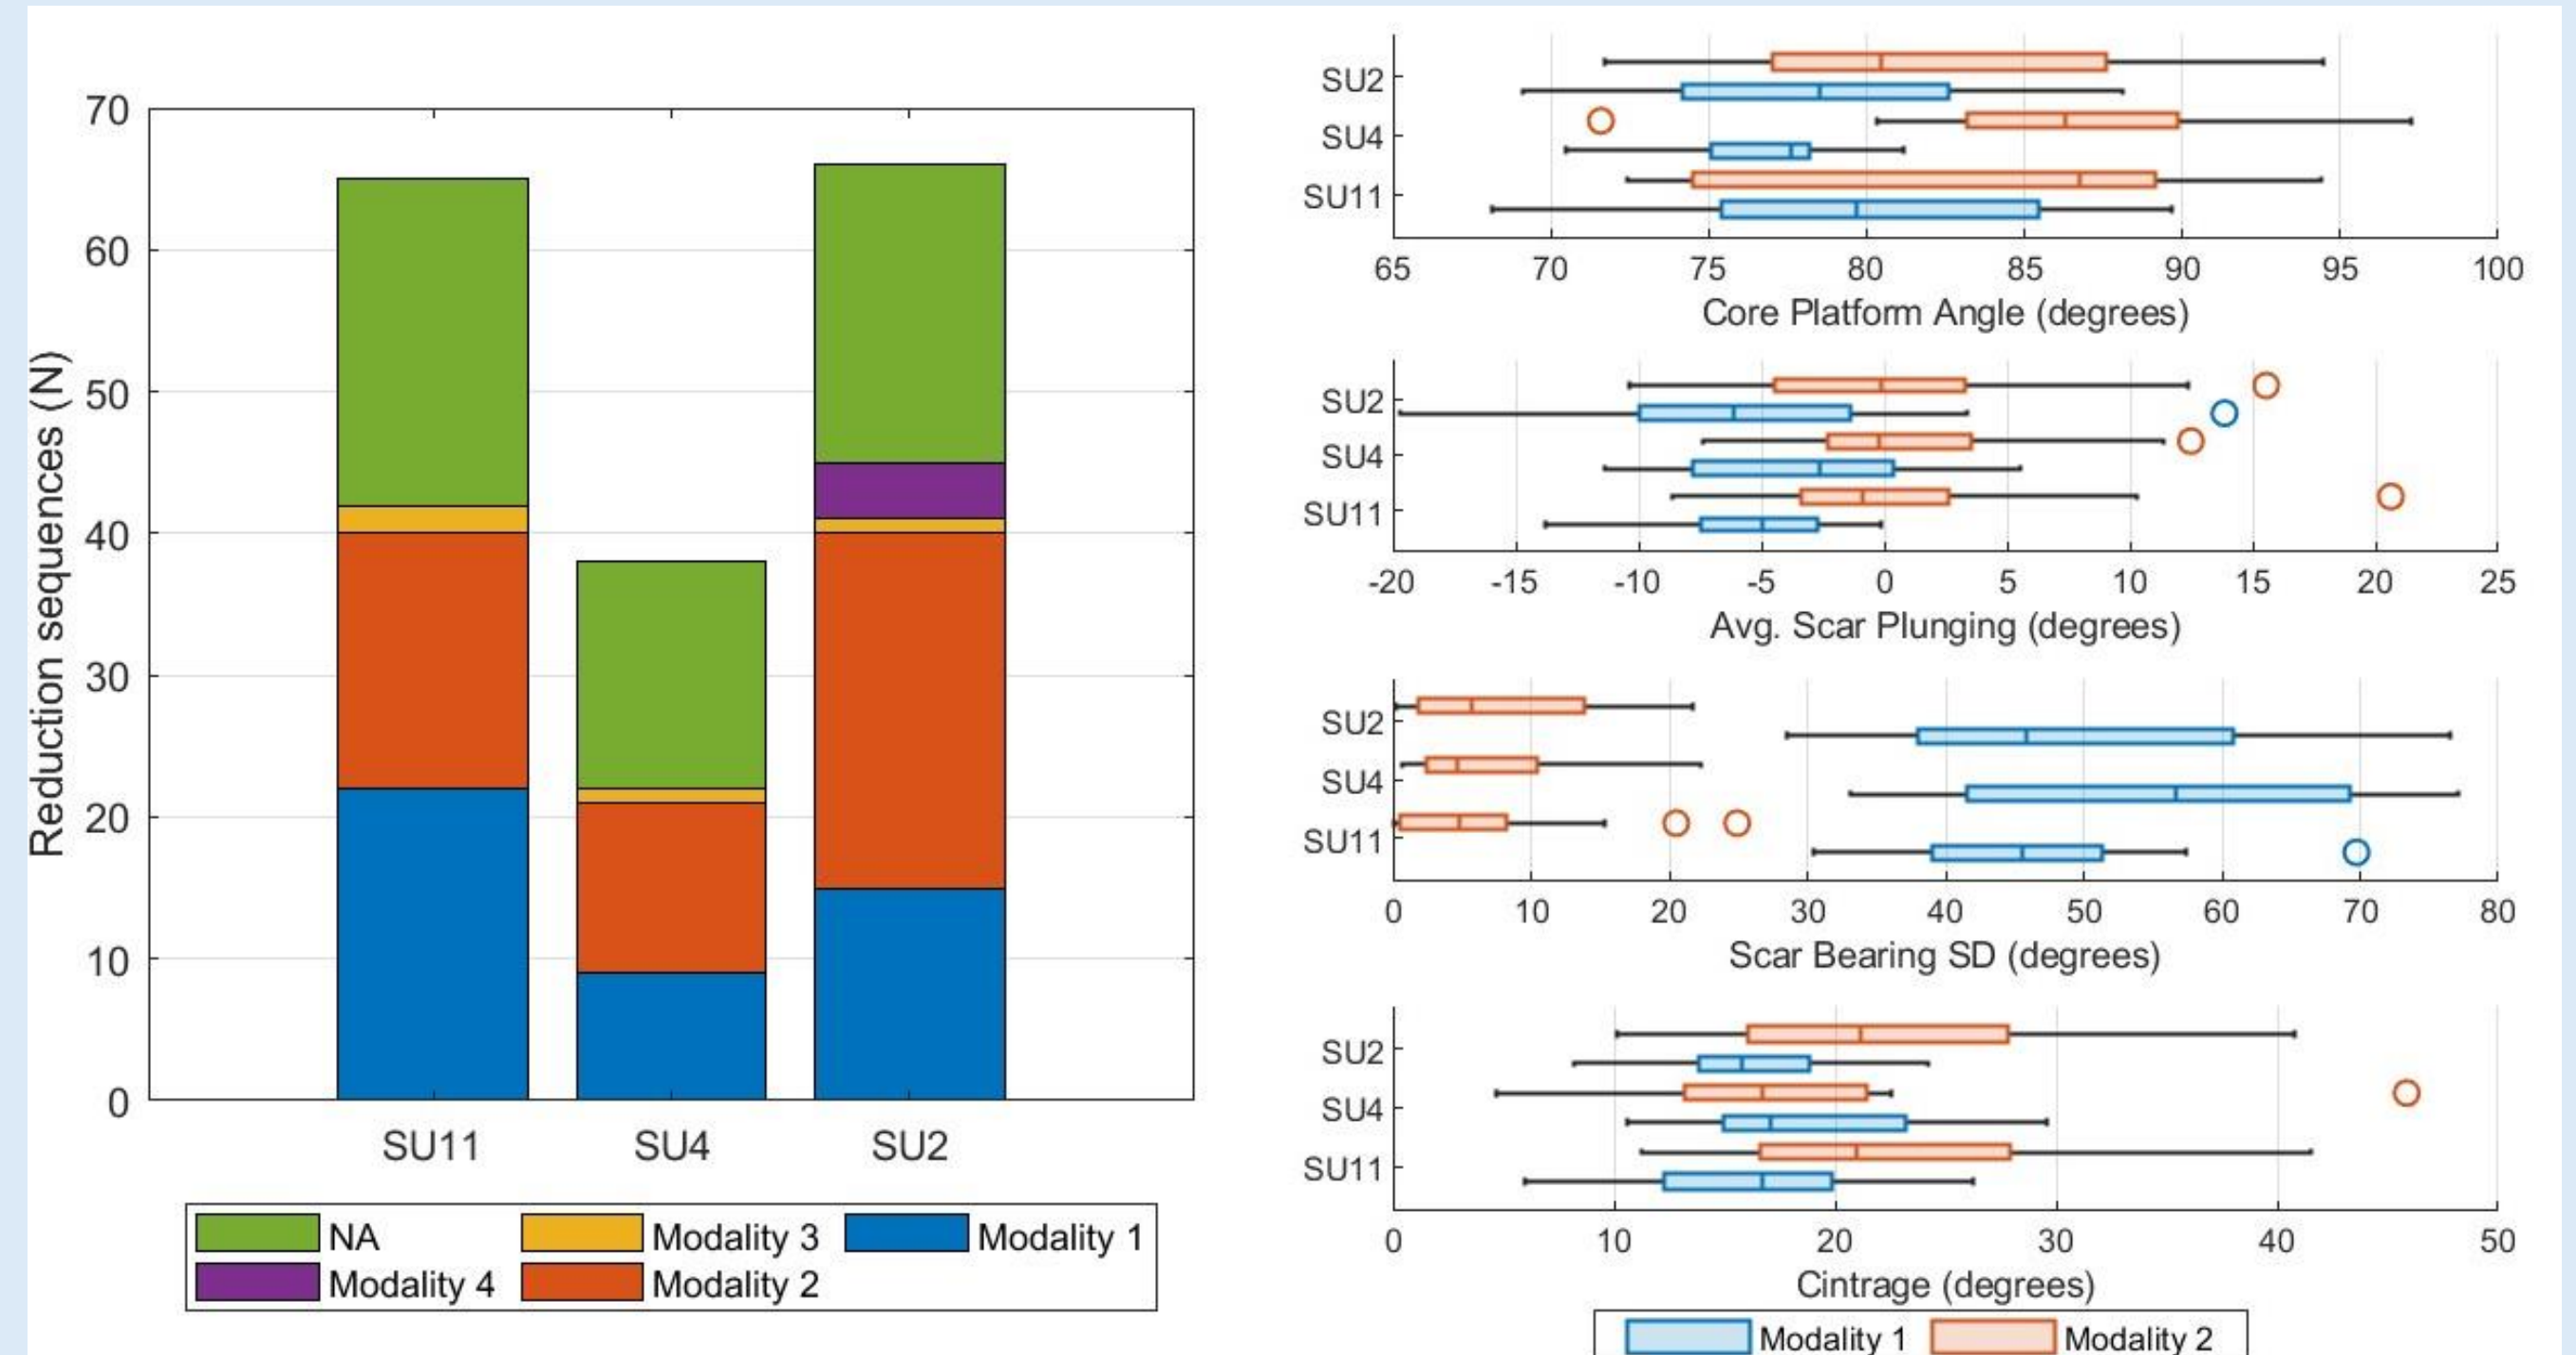 Reduction sequences (N)
70
60
50
40
30
20
10
0
SU11 SU4 SU2
NA Modality 3 Modality 1
Modality 4 Modality 2
SU2
SU4
SU11
65 70 75 80 85 90 95 100
Core Platform Angle (degrees)
SU2
SU4
SU11
-20 -15 -10 -5 0 5 10 15 20 25
Avg. Scar Plunging (degrees)
SU2
SU4
SU11
0 10 20 30 40 50 60 70 80
Scar Bearing SD (degrees)
SU2
SU4
SU11
0 10 20 30 40 50
Cintrage (degrees)
Modality 1 Modality 2